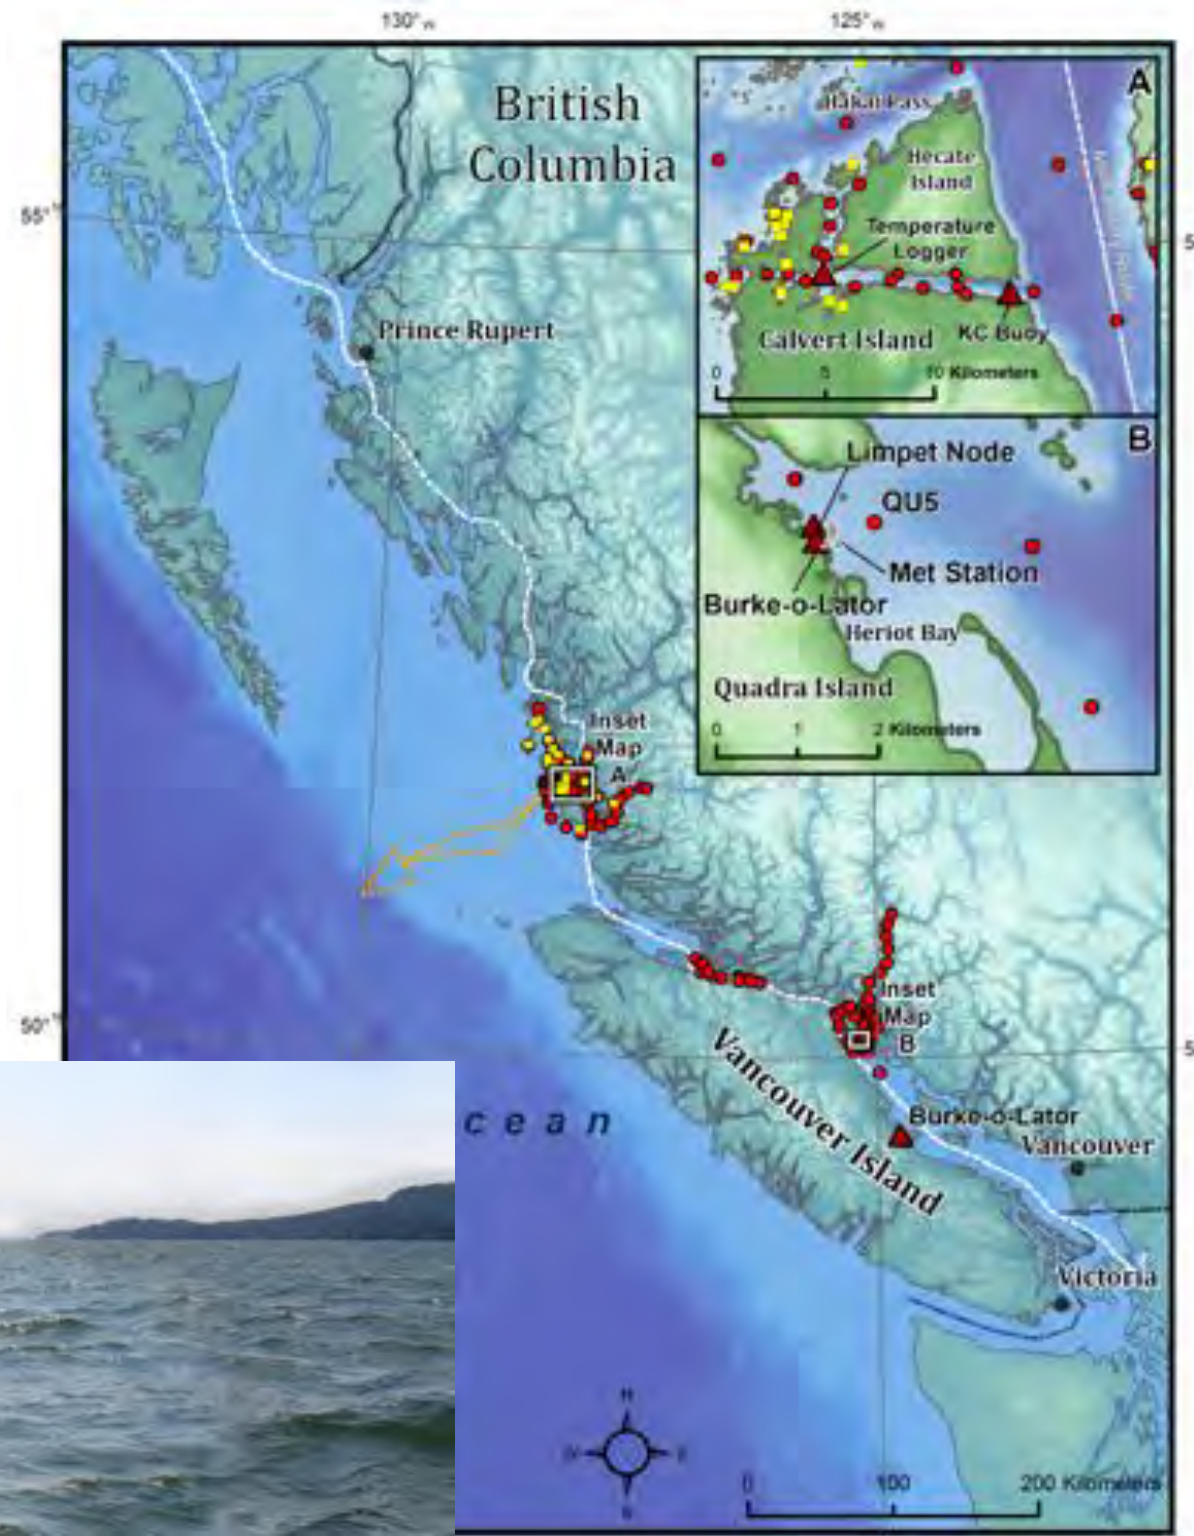 130° W
125° W
British
Columbia
A
Hakai Pass
Hecate
Island
55°
Temperature
Logger
Prince Rupert
KC Buoy
Calvert Island
0
5
10 Kilometers
B
Limpet Node
QU5
Met Station
Burke-o-Lator
Heriot Bay
Quadra Island
0
1
2 Kilometers
Inset
Map
A
Inset
Map
B
50°
Vancouver Island
cean
Burke-o-Lator
Vancouver
Victoria
N
W
E
S
0
100
200 Kilometers